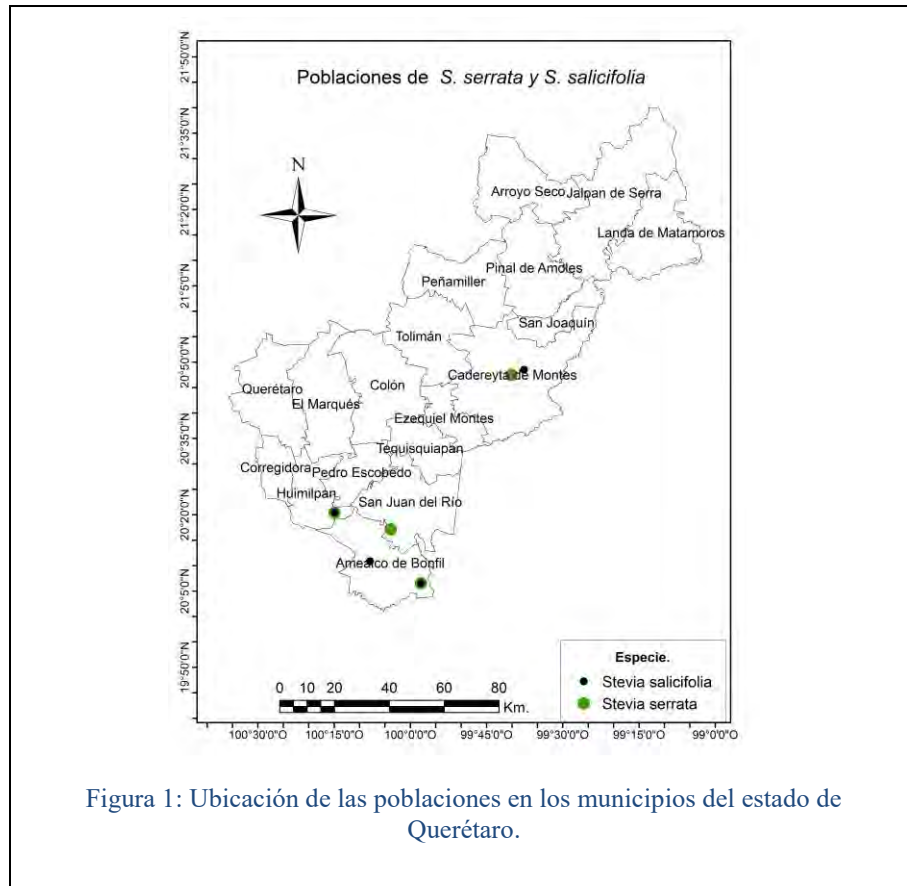 Poblaciones de S. serrata y S. salicifolia
N
21°50'0"N
21°35'0"N
21°20'0"N
21°5'0"N
20°50'0"N
20°35'0"N
20°20'0"N
20°5'0"N
19°50'0"N
Arroyo Seco
Jalpan de Serra
Landa de Matamoros
Pinal de Amoles
Peñamiller
San Joaquín
Tolimán
Cadereyta de Montes
Colón
Querétaro
El Marqués
Ezequiel Montes
Tequisquiapan
Corregidora
Pedro Escobedo
Huimilpan
San Juan del Río
Amealco de Bonfil
Especie.
Stevia salicifolia
Stevia serrata
0 10 20 40 60 80
Km.
100°30'0"O 100°15'0"O 100°0'0"O 99°45'0"O 99°30'0"O 99°15'0"O 99°0'0"O
Figura 1: Ubicación de las poblaciones en los municipios del estado de
Querétaro.